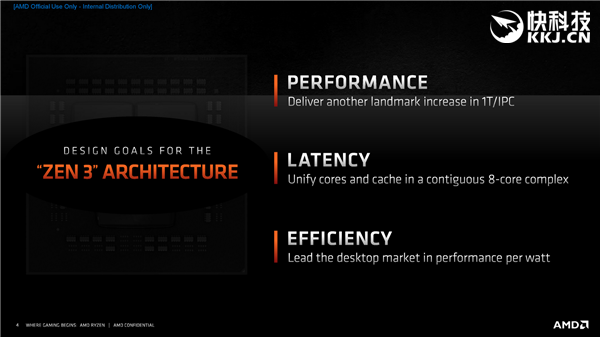 [AMD Official Use Only - Internal Distribution Only]
快科技
KKJ.CN
DESIGN GOALS FOR THE
“ZEN 3” ARCHITECTURE
PERFORMANCE
Deliver another landmark increase in 1T/IPC
LATENCY
Unify cores and cache in a contiguous 8-core complex
EFFICIENCY
Lead the desktop market in performance per watt
4 WHERE GAMING BEGINS: AMD RYZEN | AMD CONFIDENTIAL
AMD